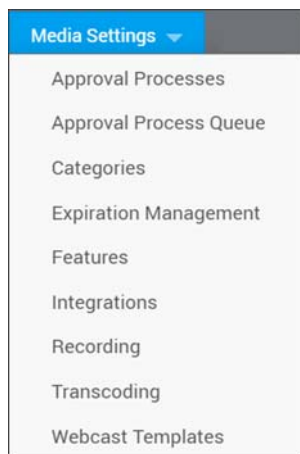 Media Settings
Approval Processes
Approval Process Queue
Categories
Expiration Management
Features
Integrations
Recording
Transcoding
Webcast Templates